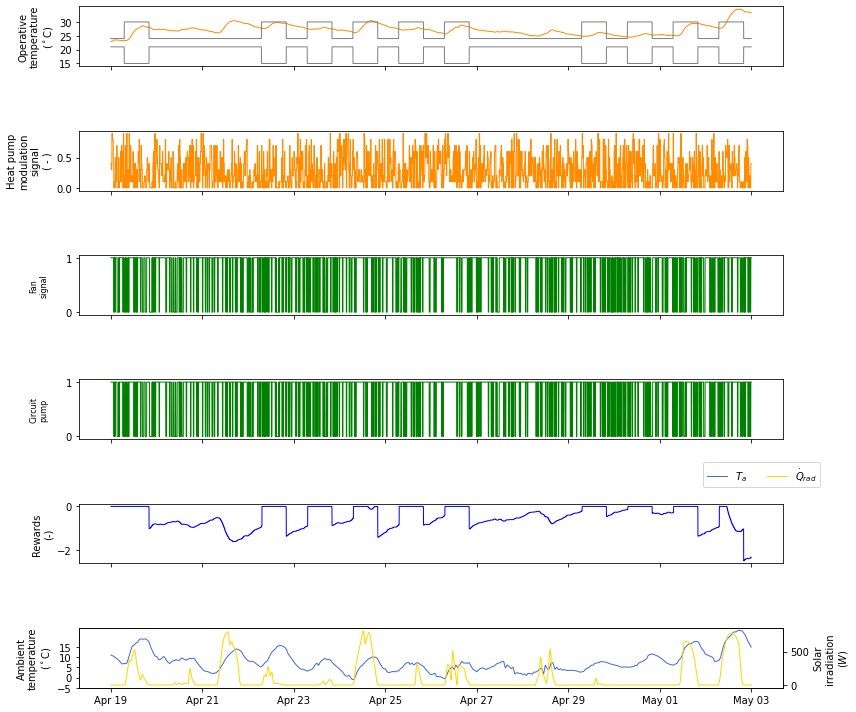 Operative
temperature
(°C)
30
25
20
15
Heat pump
modulation
signal
( - )
0.5
0.0
Fan
signal
1
0
Circuit
pump
1
0
T_a
Q̇_rad
Rewards
(-)
0
−2
Ambient
temperature
(°C)
15
10
5
0
−5
500
0
Solar
irradiation
(W)
Apr 19 Apr 21 Apr 23 Apr 25 Apr 27 Apr 29 May 01 May 03